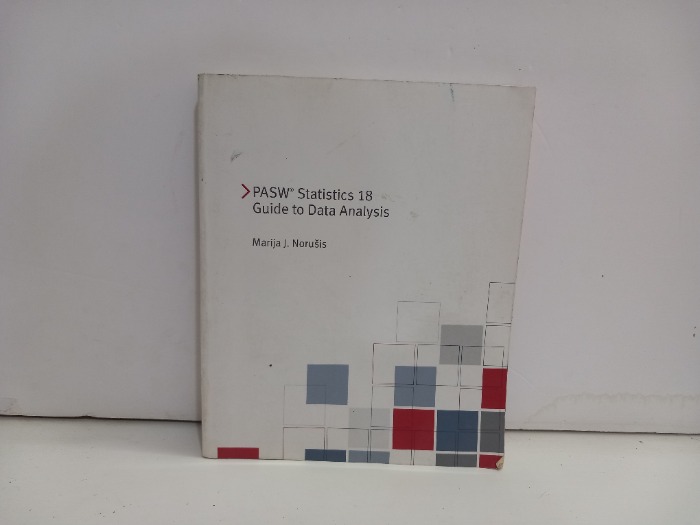 PASW® Statistics 18
Guide to Data Analysis
Marija J. Norušis